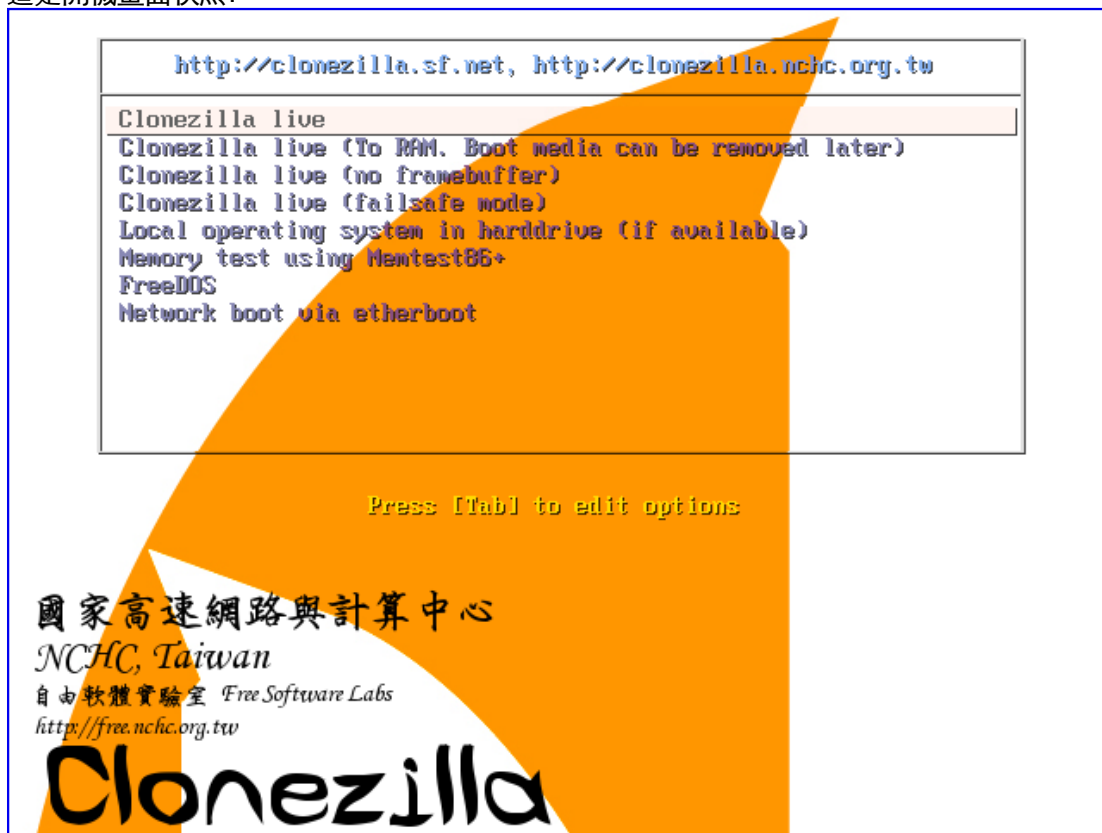 http://clonezilla.sf.net, http://clonezilla.nchc.org.tw
Clonezilla live
Clonezilla live (To RAM. Boot media can be removed later)
Clonezilla live (no framebuffer)
Clonezilla live (failsafe mode)
Local operating system in harddrive (if available)
Memory test using Memtest86+
FreeDOS
Network boot via etherboot
Press [Tab] to edit options
國家高速網路與計算中心
NCHC, Taiwan
自由軟體實驗室 Free Software Labs
http://free.nchc.org.tw
Clonezilla